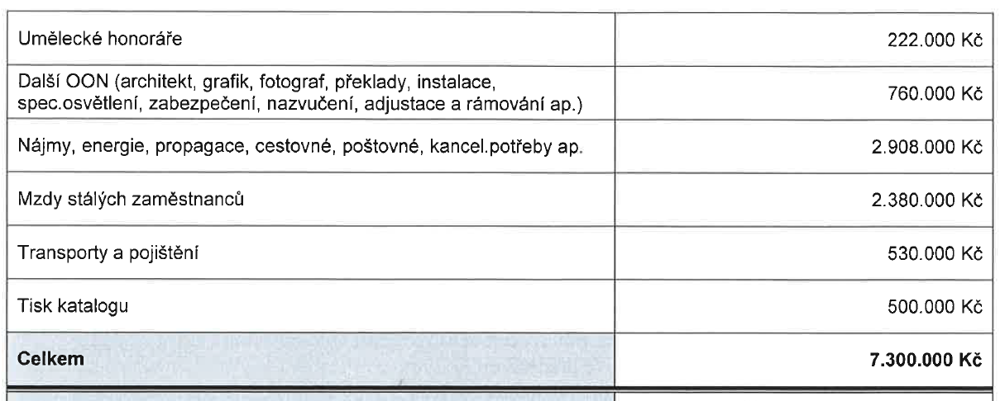 Umělecké honoráře
222.000 Kč
Další OON (architekt, grafik, fotograf, překlady, instalace,
spec.osvětlení, zabezpečení, nazvučení, adjustace a rámování ap.)
760.000 Kč
Nájmy, energie, propagace, cestovné, poštovné, kancel.potřeby ap.
2.908.000 Kč
Mzdy stálých zaměstnanců
2.380.000 Kč
Transporty a pojištění
530.000 Kč
Tisk katalogu
500.000 Kč
Celkem
7.300.000 Kč